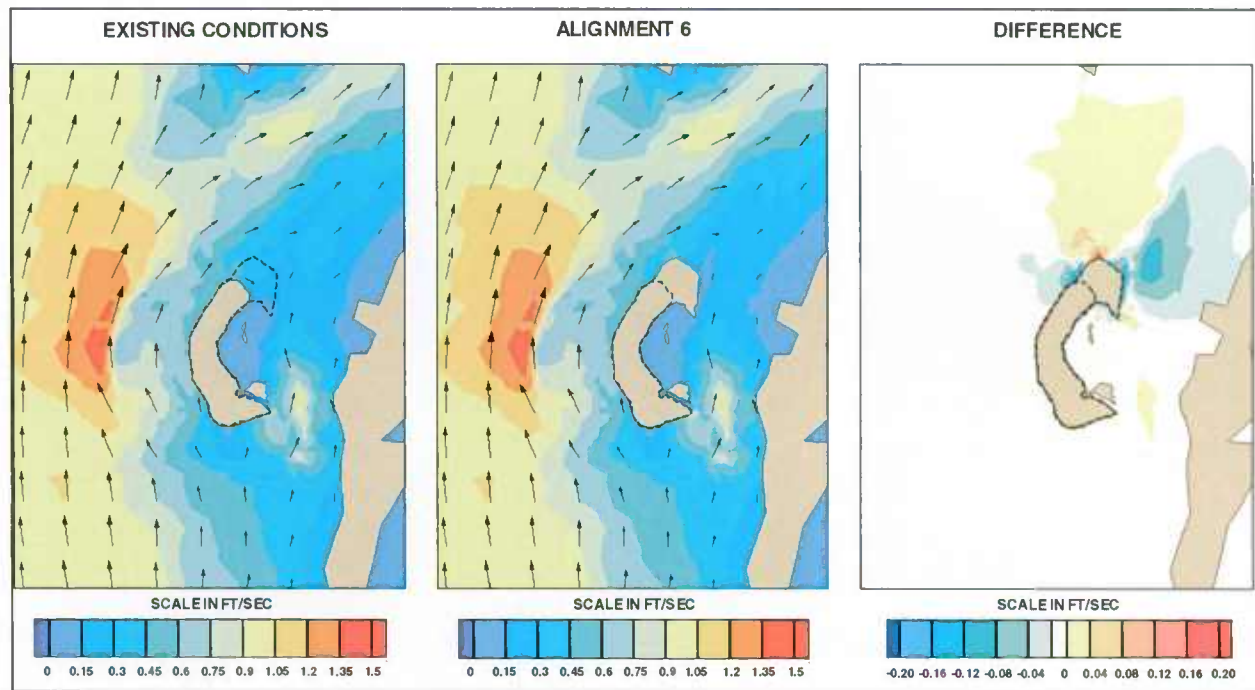 EXISTING CONDITIONS
ALIGNMENT 6
DIFFERENCE
SCALE IN FT/SEC
0 0.15 0.3 0.45 0.6 0.75 0.9 1.05 1.2 1.35 1.5
SCALE IN FT/SEC
0 0.15 0.3 0.45 0.6 0.75 0.9 1.05 1.2 1.35 1.5
SCALE IN FT/SEC
-0.20 -0.16 -0.12 -0.08 -0.04 0 0.04 0.08 0.12 0.16 0.20